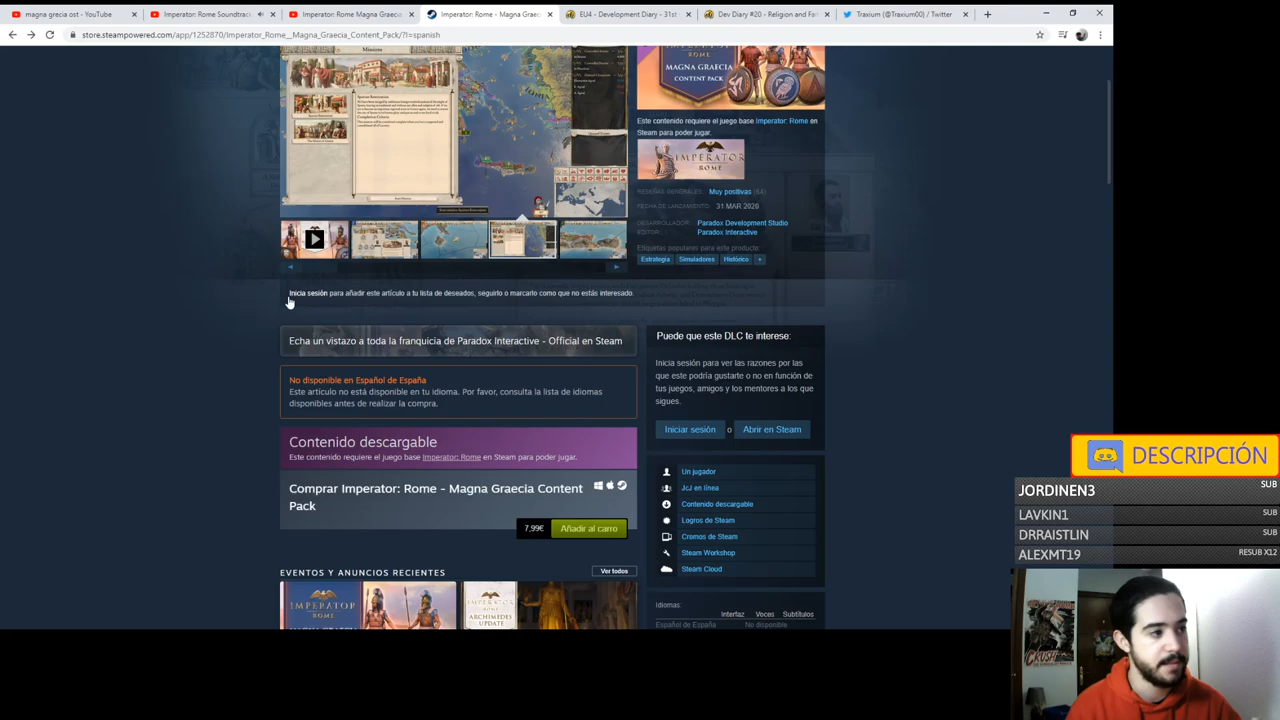 magna grecia ost - YouTube
Imperator: Rome Soundtrack
Imperator: Rome Magna Graecia
Imperator: Rome - Magna Graec
EU4 - Development Diary - 31st
Dev Diary #20 - Religion and Fai
Traxium (@Traxium00) / Twitter
store.steampowered.com/app/1252870/Imperator_Rome__Magna_Graecia_Content_Pack/?l=spanish
Missions
MAGNA GRAECIA
CONTENT PACK
Este contenido requiere el juego base Imperator: Rome en
Steam para poder jugar.
IMPERATOR
ROME
RESEÑAS GENERALES: Muy positivas (64)
FECHA DE LANZAMIENTO: 31 MAR 2020
DESARROLLADOR: Paradox Development Studio
EDITOR: Paradox Interactive
Etiquetas populares para este producto:
Estrategia Simuladores Histórico +
Inicia sesión para añadir este artículo a tu lista de deseados, seguirlo o marcarlo como que no estás interesado.
Echa un vistazo a toda la franquicia de Paradox Interactive - Official en Steam
No disponible en Español de España
Este artículo no está disponible en tu idioma. Por favor, consulta la lista de idiomas
disponibles antes de realizar la compra.
Contenido descargable
Este contenido requiere el juego base Imperator: Rome en Steam para poder jugar.
Comprar Imperator: Rome - Magna Graecia Content
Pack
7,99€ Añadir al carro
EVENTOS Y ANUNCIOS RECIENTES Ver todos
IMPERATOR
ROME
MAGNA GRAECIA
IMPERATOR
ROME
ARCHIMEDES
UPDATE
Puede que este DLC te interese:
Inicia sesión para ver las razones por las
que este podría gustarte o no en función de
tus juegos, amigos y los mentores a los que
sigues.
Iniciar sesión o Abrir en Steam
Un jugador
JcJ en línea
Contenido descargable
Logros de Steam
Cromos de Steam
Steam Workshop
Steam Cloud
Idiomas:
Interfaz Voces Subtítulos
Español de España No disponible
DESCRIPCIÓN
JORDINEN3 SUB
LAVKIN1 SUB
DRRAISTLIN SUB
ALEXMT19 RESUB X12